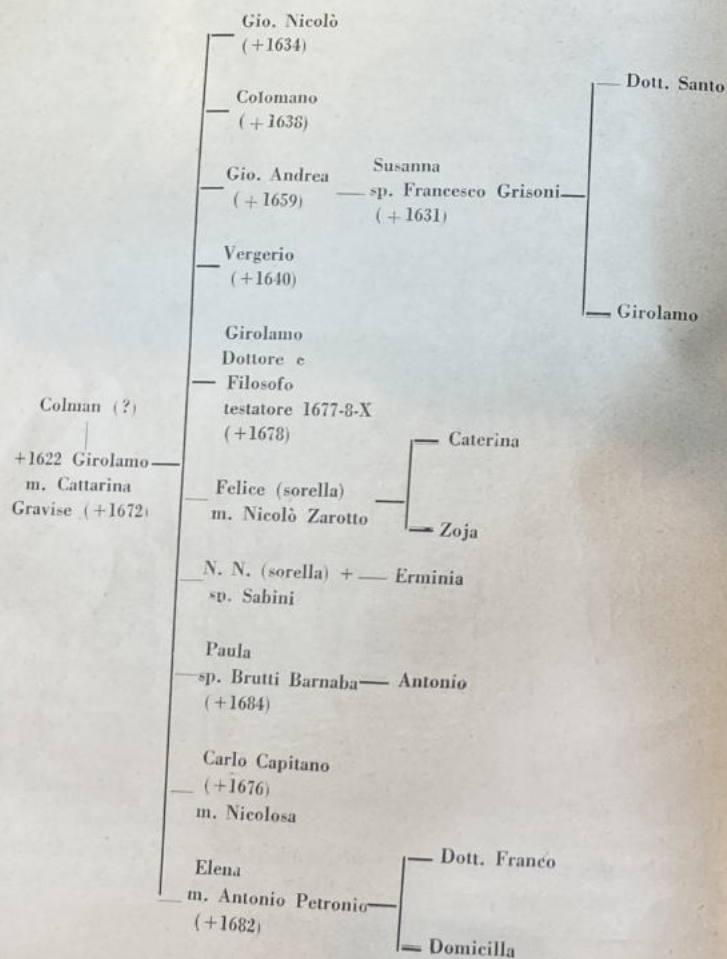 Gio. Nicolò
(+1634)
Colomano
(+1638)
Gio. Andrea
(+1659)
Susanna
sp. Francesco Grisoni
(+1631)
Dott. Santo
Girolamo
Vergerio
(+1640)
Girolamo
Dottore e
Filosofo
testatore 1677-8-X
(+1678)
Colman (?)
+1622 Girolamo
m. Cattarina
Gravise (+1672)
Felice (sorella)
m. Nicolò Zarotto
Caterina
Zoja
N. N. (sorella) +
sp. Sabini
Erminia
Paula
sp. Brutti Barnaba
(+1684)
Antonio
Carlo Capitano
(+1676)
m. Nicolosa
Elena
m. Antonio Petronio
(+1682)
Dott. Franco
Domicilla